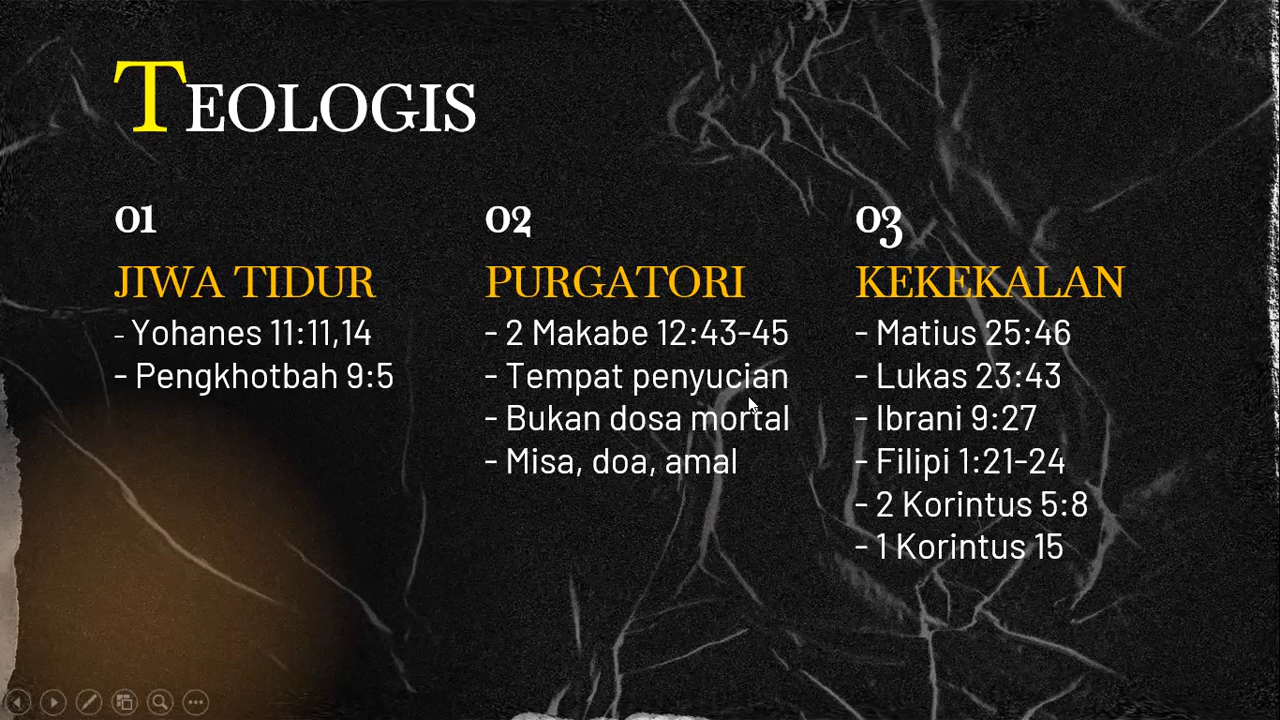 TEOLOGIS
01
JIWA TIDUR
- Yohanes 11:11,14
- Pengkhotbah 9:5
02
PURGATORI
- 2 Makabe 12:43-45
- Tempat penyucian
- Bukan dosa mortal
- Misa, doa, amal
03
KEKEKALAN
- Matius 25:46
- Lukas 23:43
- Ibrani 9:27
- Filipi 1:21-24
- 2 Korintus 5:8
- 1 Korintus 15